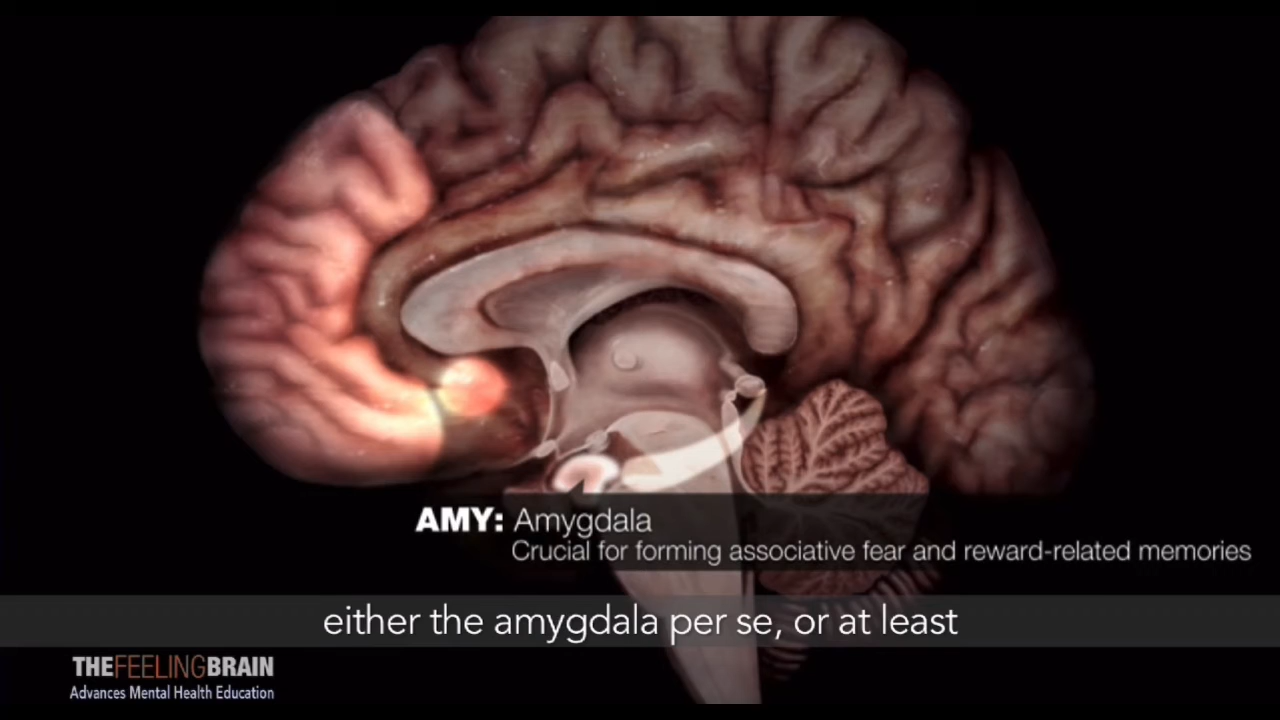 AMY: Amygdala
Crucial for forming associative fear and reward-related memories
either the amygdala per se, or at least
THEFEELINGBRAIN
Advances Mental Health Education